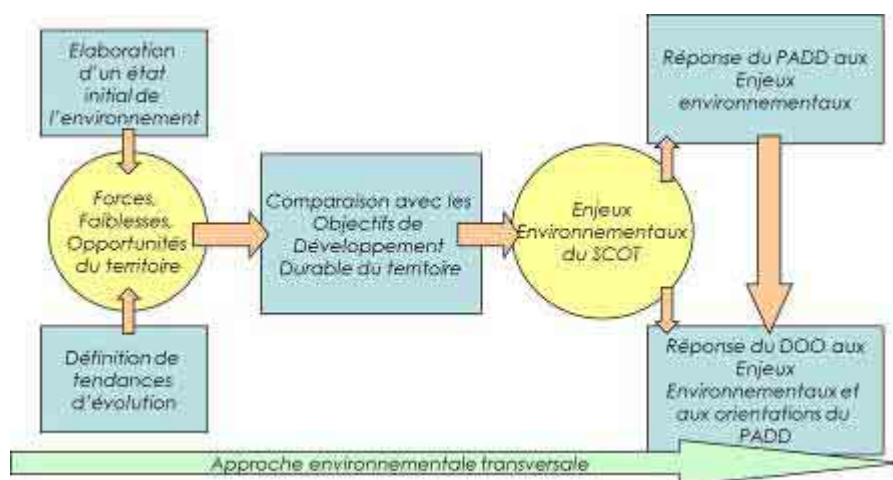 Elaboration
d'un état
initial de
l'environnement
Forces,
Faiblesses,
Opportunités
du territoire
Définition de
tendances
d'évolution
Comparaison avec les
Objectifs de
Développement
Durable du territoire
Enjeux
Environnementaux
du SCOT
Réponse du PADD aux
Enjeux
environnementaux
Réponse du DOO aux
Enjeux
Environnementaux et
aux orientations du
PADD
Approche environnementale transversale